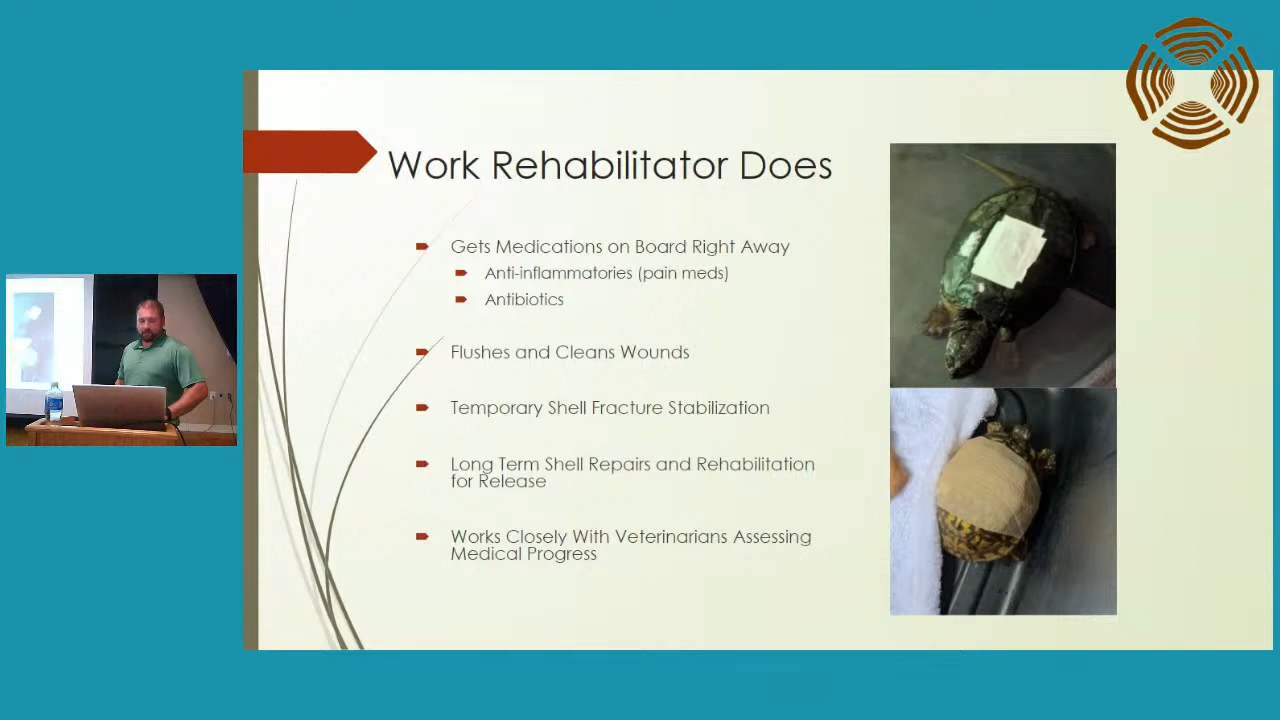 Work Rehabilitator Does
Gets Medications on Board Right Away
Anti-inflammatories (pain meds)
Antibiotics
Flushes and Cleans Wounds
Temporary Shell Fracture Stabilization
Long Term Shell Repairs and Rehabilitation
for Release
Works Closely With Veterinarians Assessing
Medical Progress